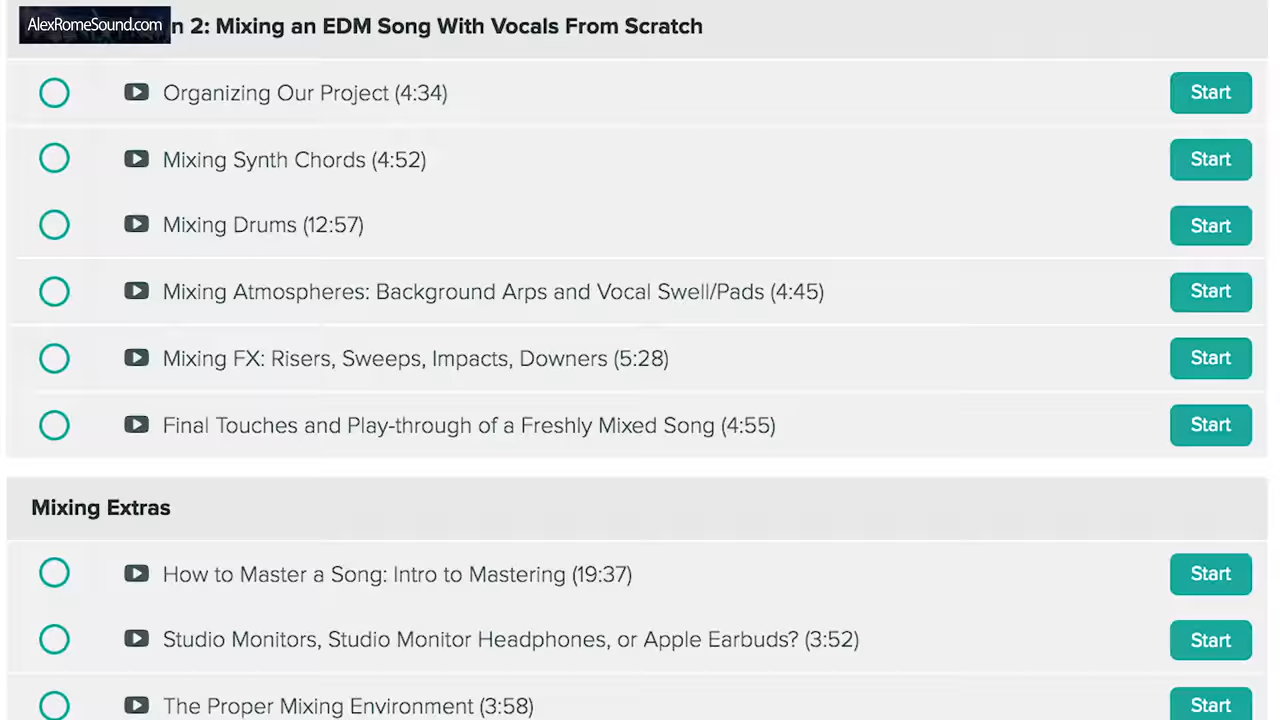 AlexRomeSound.com
n 2: Mixing an EDM Song With Vocals From Scratch
Organizing Our Project (4:34)
Start
Mixing Synth Chords (4:52)
Start
Mixing Drums (12:57)
Start
Mixing Atmospheres: Background Arps and Vocal Swell/Pads (4:45)
Start
Mixing FX: Risers, Sweeps, Impacts, Downers (5:28)
Start
Final Touches and Play-through of a Freshly Mixed Song (4:55)
Start
Mixing Extras
How to Master a Song: Intro to Mastering (19:37)
Start
Studio Monitors, Studio Monitor Headphones, or Apple Earbuds? (3:52)
Start
The Proper Mixing Environment (3:58)
Start